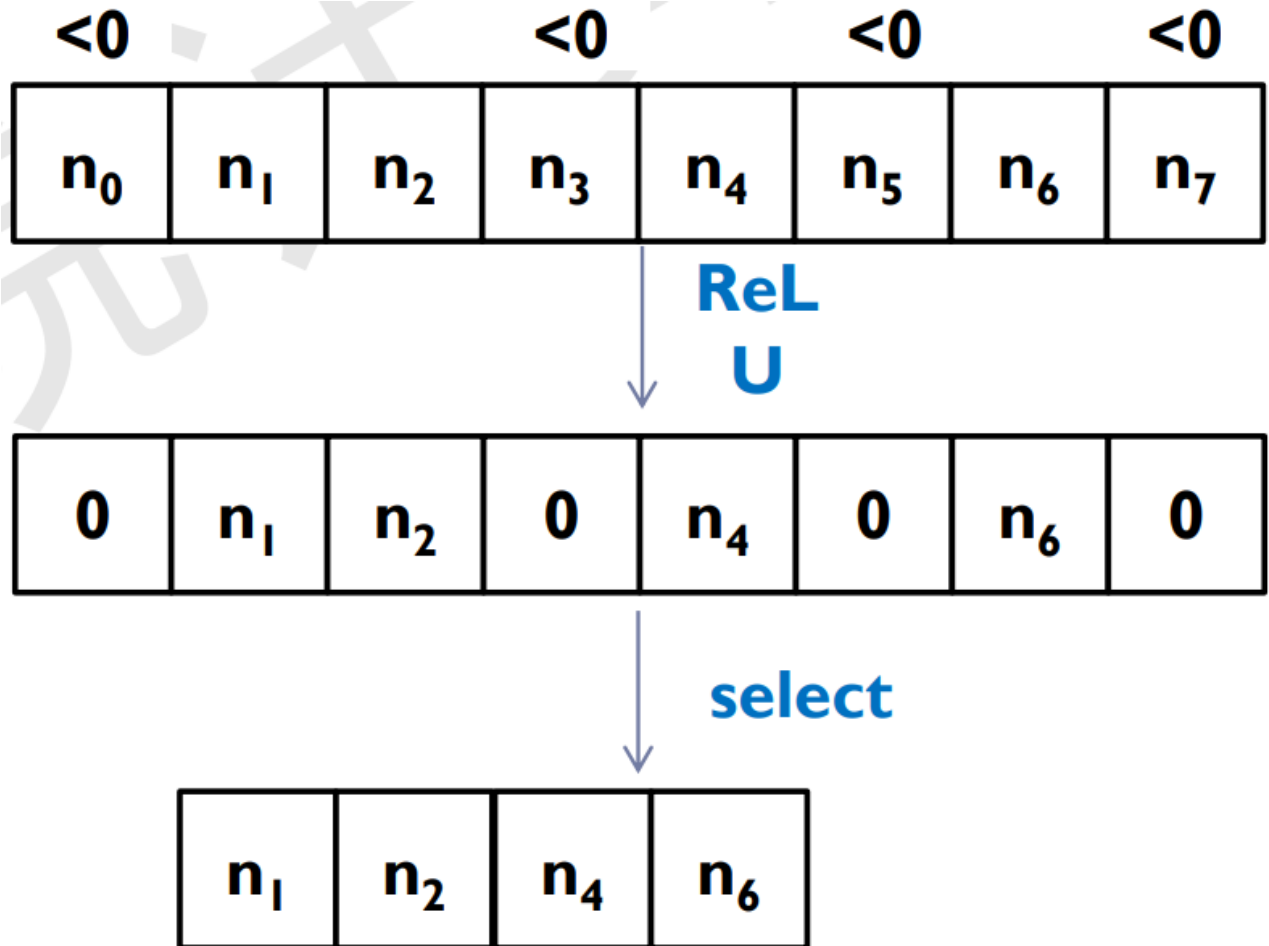 <0 <0 <0 <0
n₀ n₁ n₂ n₃ n₄ n₅ n₆ n₇
ReL
U
0 n₁ n₂ 0 n₄ 0 n₆ 0
select
n₁ n₂ n₄ n₆